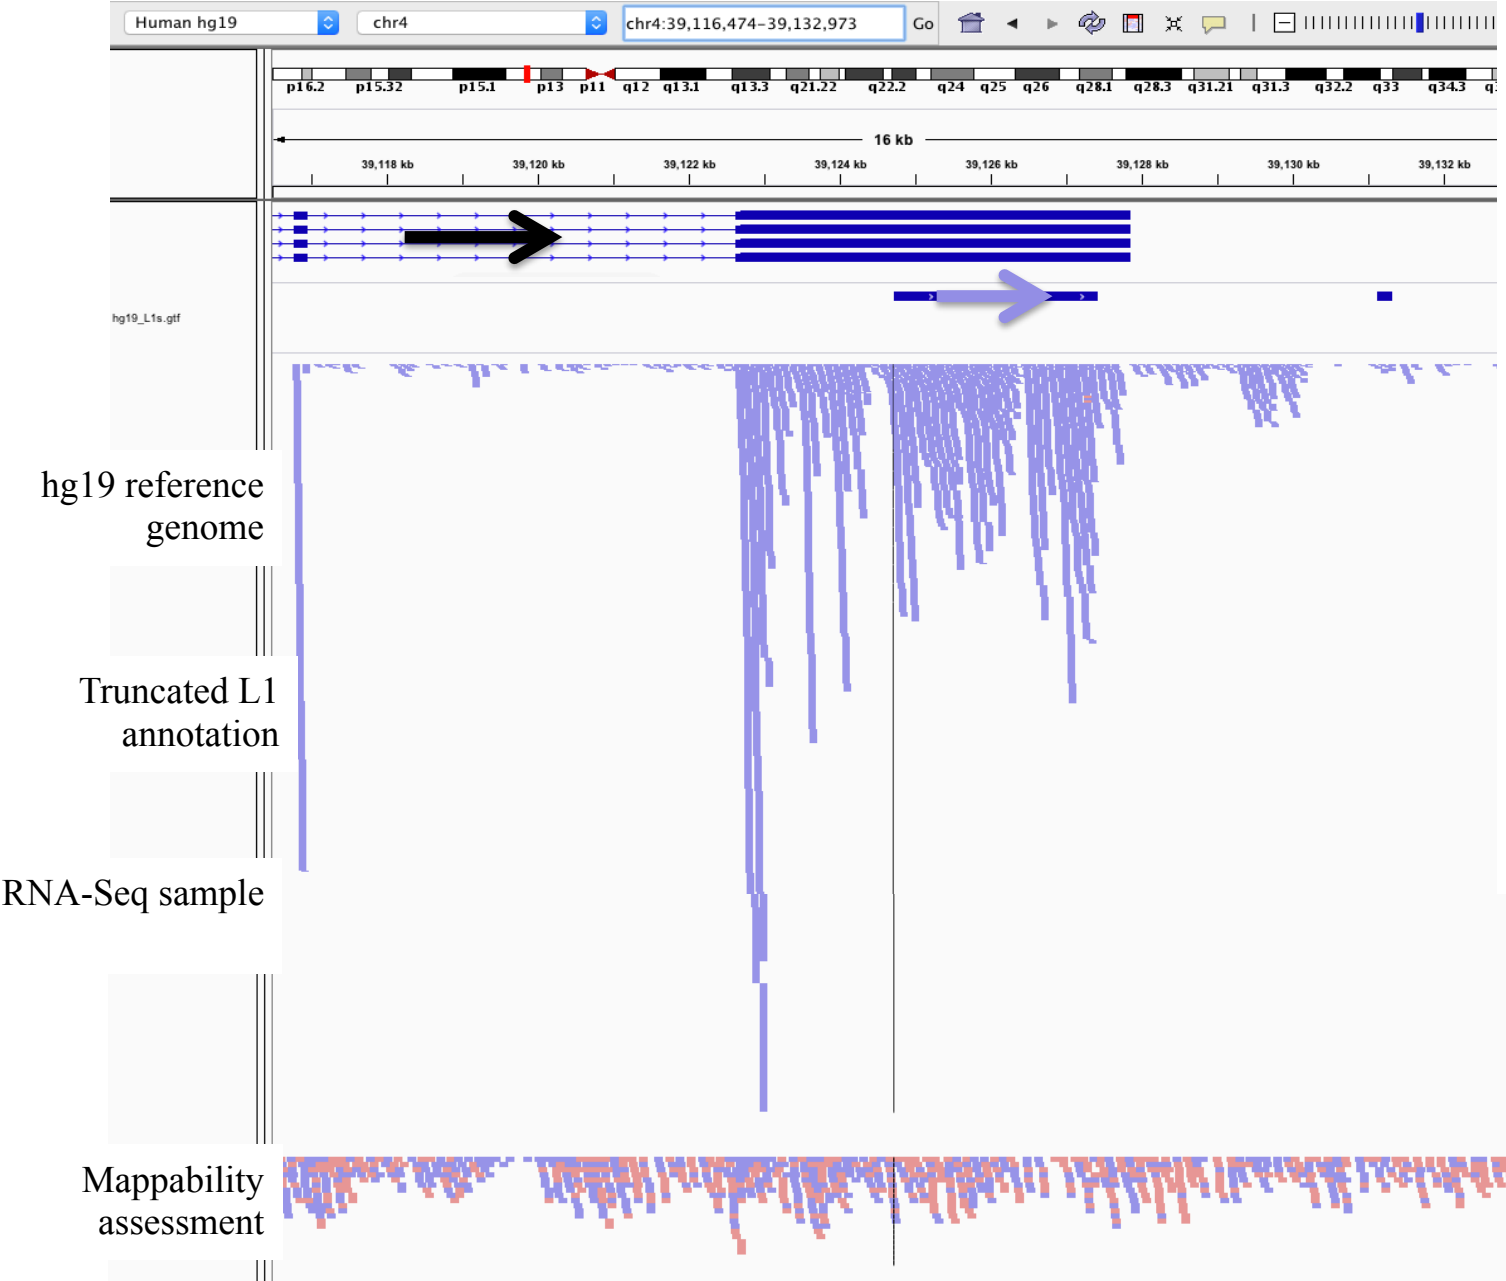 Human hg19 chr4 chr4:39,116,474-39,132,973 Go
p16.2 p15.32 p15.1 p13 p11 q12 q13.1 q13.3 q21.22 q22.2 q24 q25 q26 q28.1 q28.3 q31.21 q31.3 q32.2 q33 q34.3
16 kb
39,118 kb 39,120 kb 39,122 kb 39,124 kb 39,126 kb 39,128 kb 39,130 kb 39,132 kb
hg19_L1s.gtf
hg19 reference
genome
Truncated L1
annotation
RNA-Seq sample
Mappability
assessment